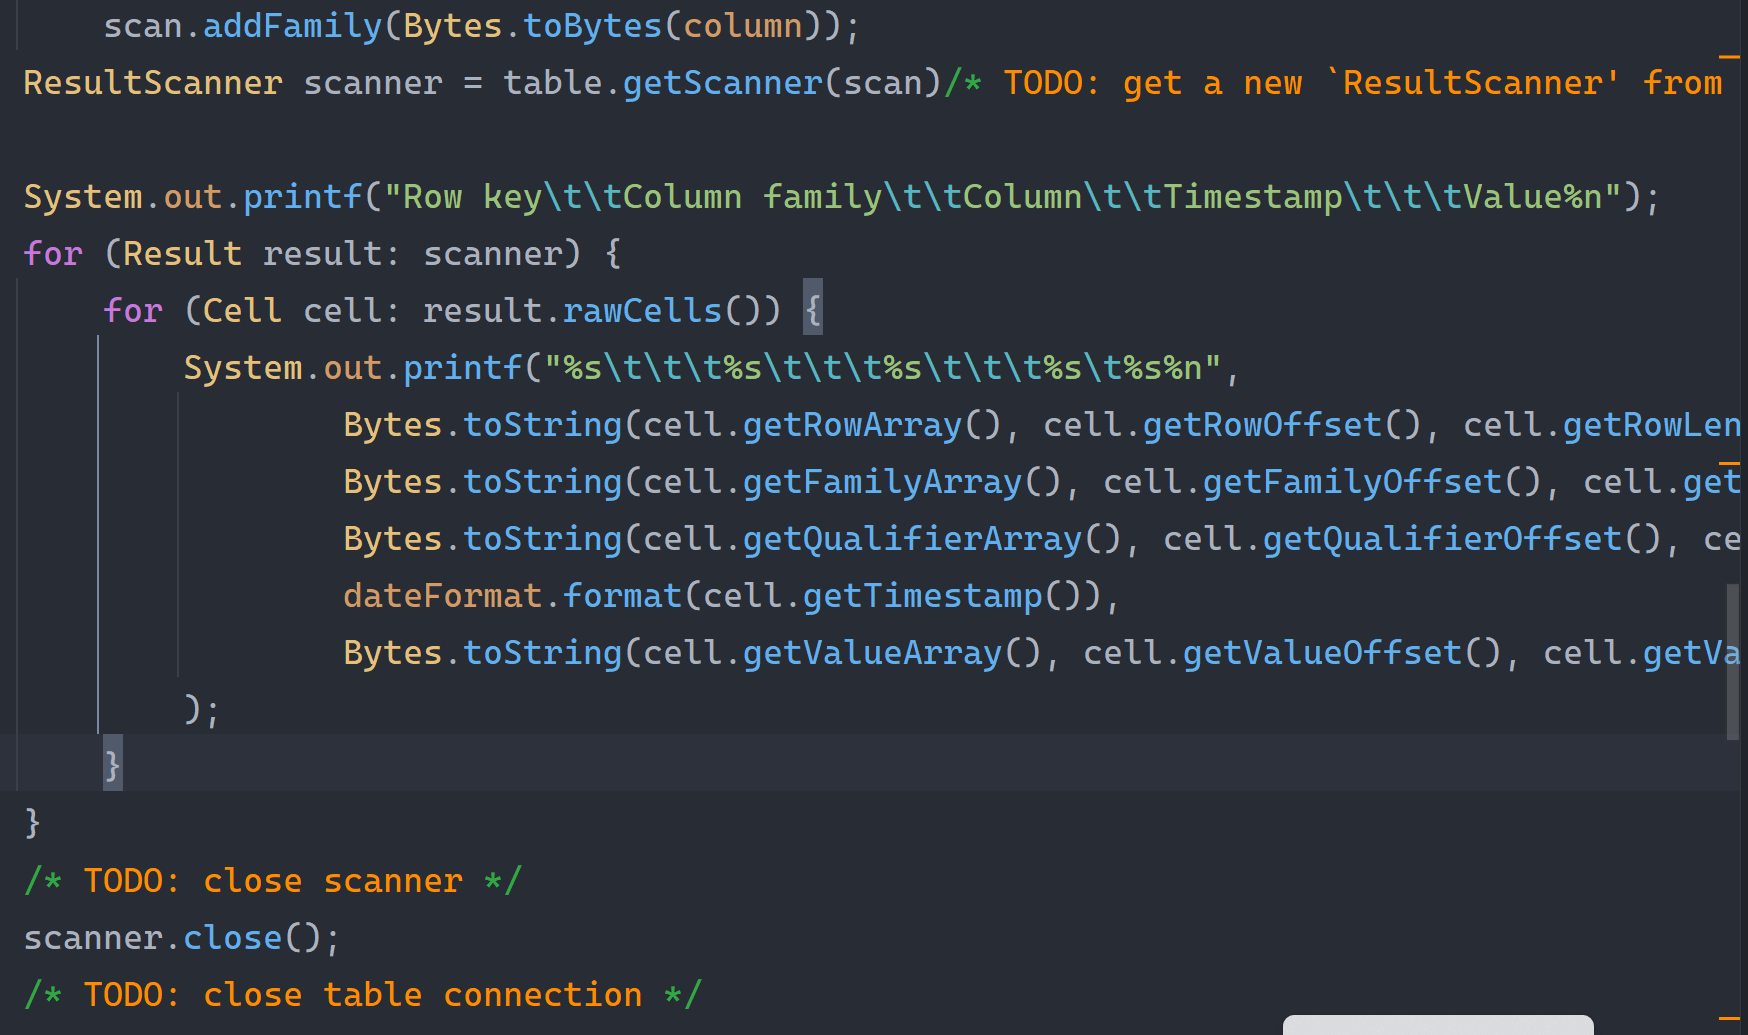 scan.addFamily(Bytes.toBytes(column));
ResultScanner scanner = table.getScanner(scan)/* TODO: get a new `ResultScanner' from
System.out.printf("Row key\t\tColumn family\t\tColumn\t\tTimestamp\t\t\tValue%n");
for (Result result: scanner) {
for (Cell cell: result.rawCells()) {
System.out.printf("%s\t\t\t%s\t\t\t%s\t\t\t%s\t%s%n",
Bytes.toString(cell.getRowArray(), cell.getRowOffset(), cell.getRowLen
Bytes.toString(cell.getFamilyArray(), cell.getFamilyOffset(), cell.get
Bytes.toString(cell.getQualifierArray(), cell.getQualifierOffset(), ce
dateFormat.format(cell.getTimestamp()),
Bytes.toString(cell.getValueArray(), cell.getValueOffset(), cell.getVa
);
}
}
/* TODO: close scanner */
scanner.close();
/* TODO: close table connection */